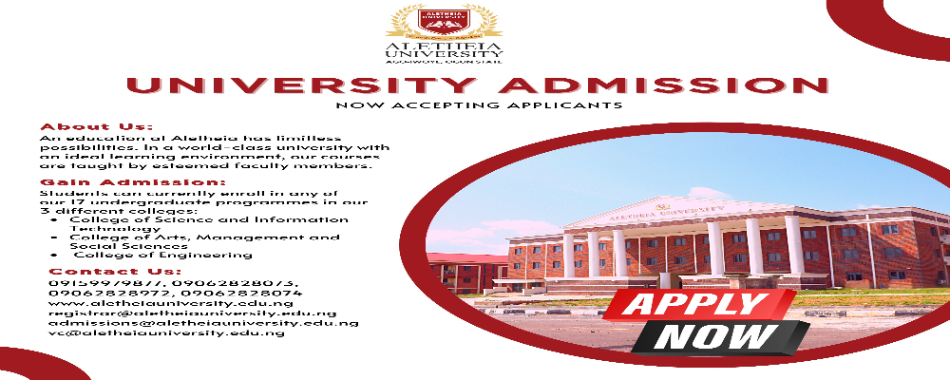 ALETHEIA
UNIVERSITY
ALETHEIA
UNIVERSITY
AGO-IWOYE, OGUN STATE
UNIVERSITY ADMISSION
NOW ACCEPTING APPLICANTS
About Us:
An education at Aletheia has limitless
possibilities. In a world-class university with
an ideal learning environment, our courses
are taught by esteemed faculty members.
Gain Admission:
Students can currently enroll in any of
our 17 undergraduate programmes in our
3 different colleges:
• College of Science and Information
Technology
• College of Arts, Management and
Social Sciences
• College of Engineering
Contact Us:
09159979877, 09062828073,
09062828972, 09062828074
www.aletheiauniversity.edu.ng
registrar@aletheiauniversity.edu.ng
admissions@aletheiauniversity.edu.ng
vc@aletheiauniversity.edu.ng
ALETHEIA UNIVERSITY
APPLY
NOW